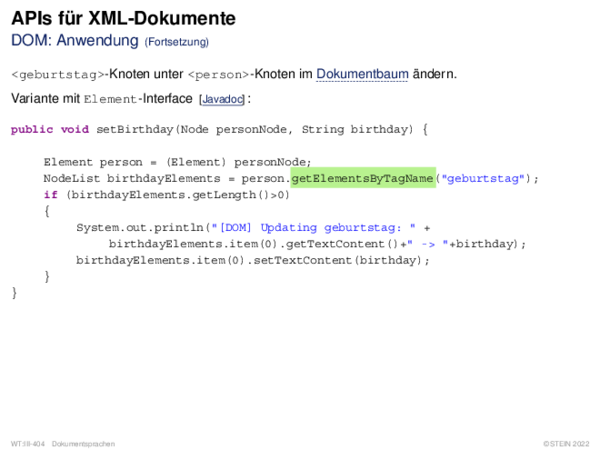 APIs für XML-Dokumente
DOM: Anwendung (Fortsetzung)
<geburtstag>-Knoten unter <person>-Knoten im Dokumentbaum ändern.
Variante mit Element-Interface [Javadoc]:
public void setBirthday(Node personNode, String birthday) {
Element person = (Element) personNode;
NodeList birthdayElements = person.getElementsByTagName("geburtstag");
if (birthdayElements.getLength()>0)
{
System.out.println("[DOM] Updating geburtstag: " +
birthdayElements.item(0).getTextContent()+" -> "+birthday);
birthdayElements.item(0).setTextContent(birthday);
}
}
WT:III-404 Dokumentsprachen
©STEIN 2022